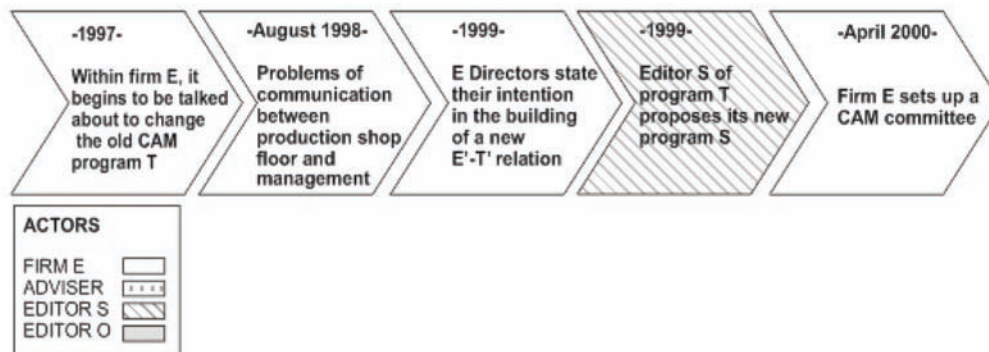 -1997-
Within firm E, it
begins to be talked
about to change
the old CAM
program T
-August 1998-
Problems of
communication
between
production shop
floor and
management
-1999-
E Directors state
their intention
in the building
of a new
E'-T' relation
-1999-
Editor S of
program T
proposes its new
program S
-April 2000-
Firm E sets up a
CAM committee
ACTORS
FIRM E
ADVISER
EDITOR S
EDITOR O